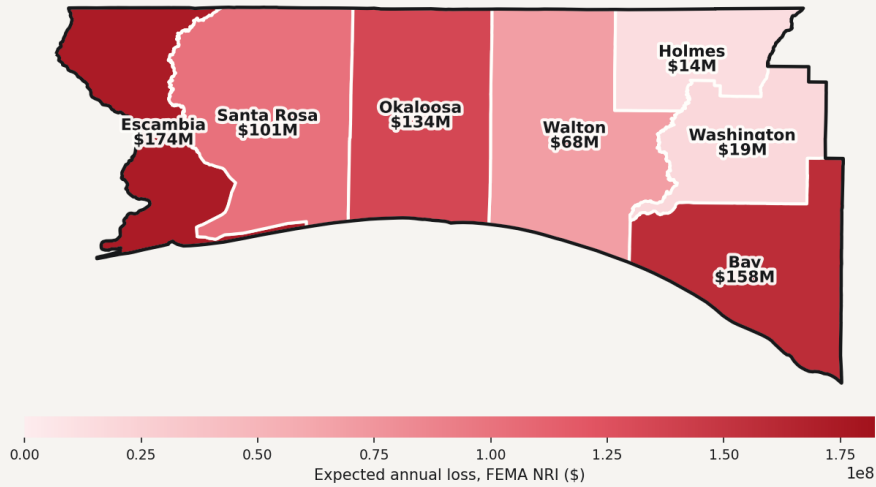 Holmes
$14M
Santa Rosa
$101M
Okaloosa
$134M
Escambia
$174M
Walton
$68M
Washington
$19M
Bay
$158M
0.00 0.25 0.50 0.75 1.00 1.25 1.50 1.75
1e8
Expected annual loss, FEMA NRI ($)